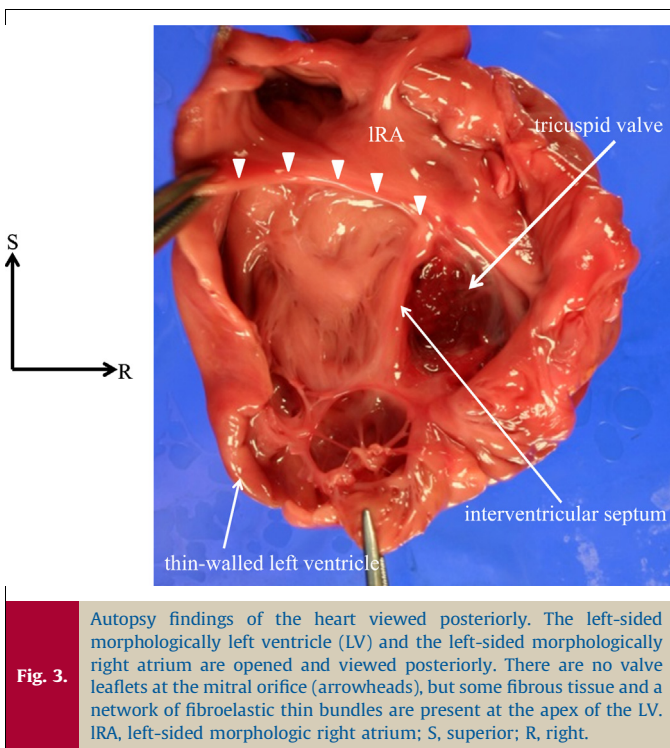 lRA
tricuspid valve
S
R
interventricular septum
thin-walled left ventricle
Fig. 3.
Autopsy findings of the heart viewed posteriorly. The left-sided
morphologically left ventricle (LV) and the left-sided morphologically
right atrium are opened and viewed posteriorly. There are no valve
leaflets at the mitral orifice (arrowheads), but some fibrous tissue and a
network of fibroelastic thin bundles are present at the apex of the LV.
lRA, left-sided morphologic right atrium; S, superior; R, right.